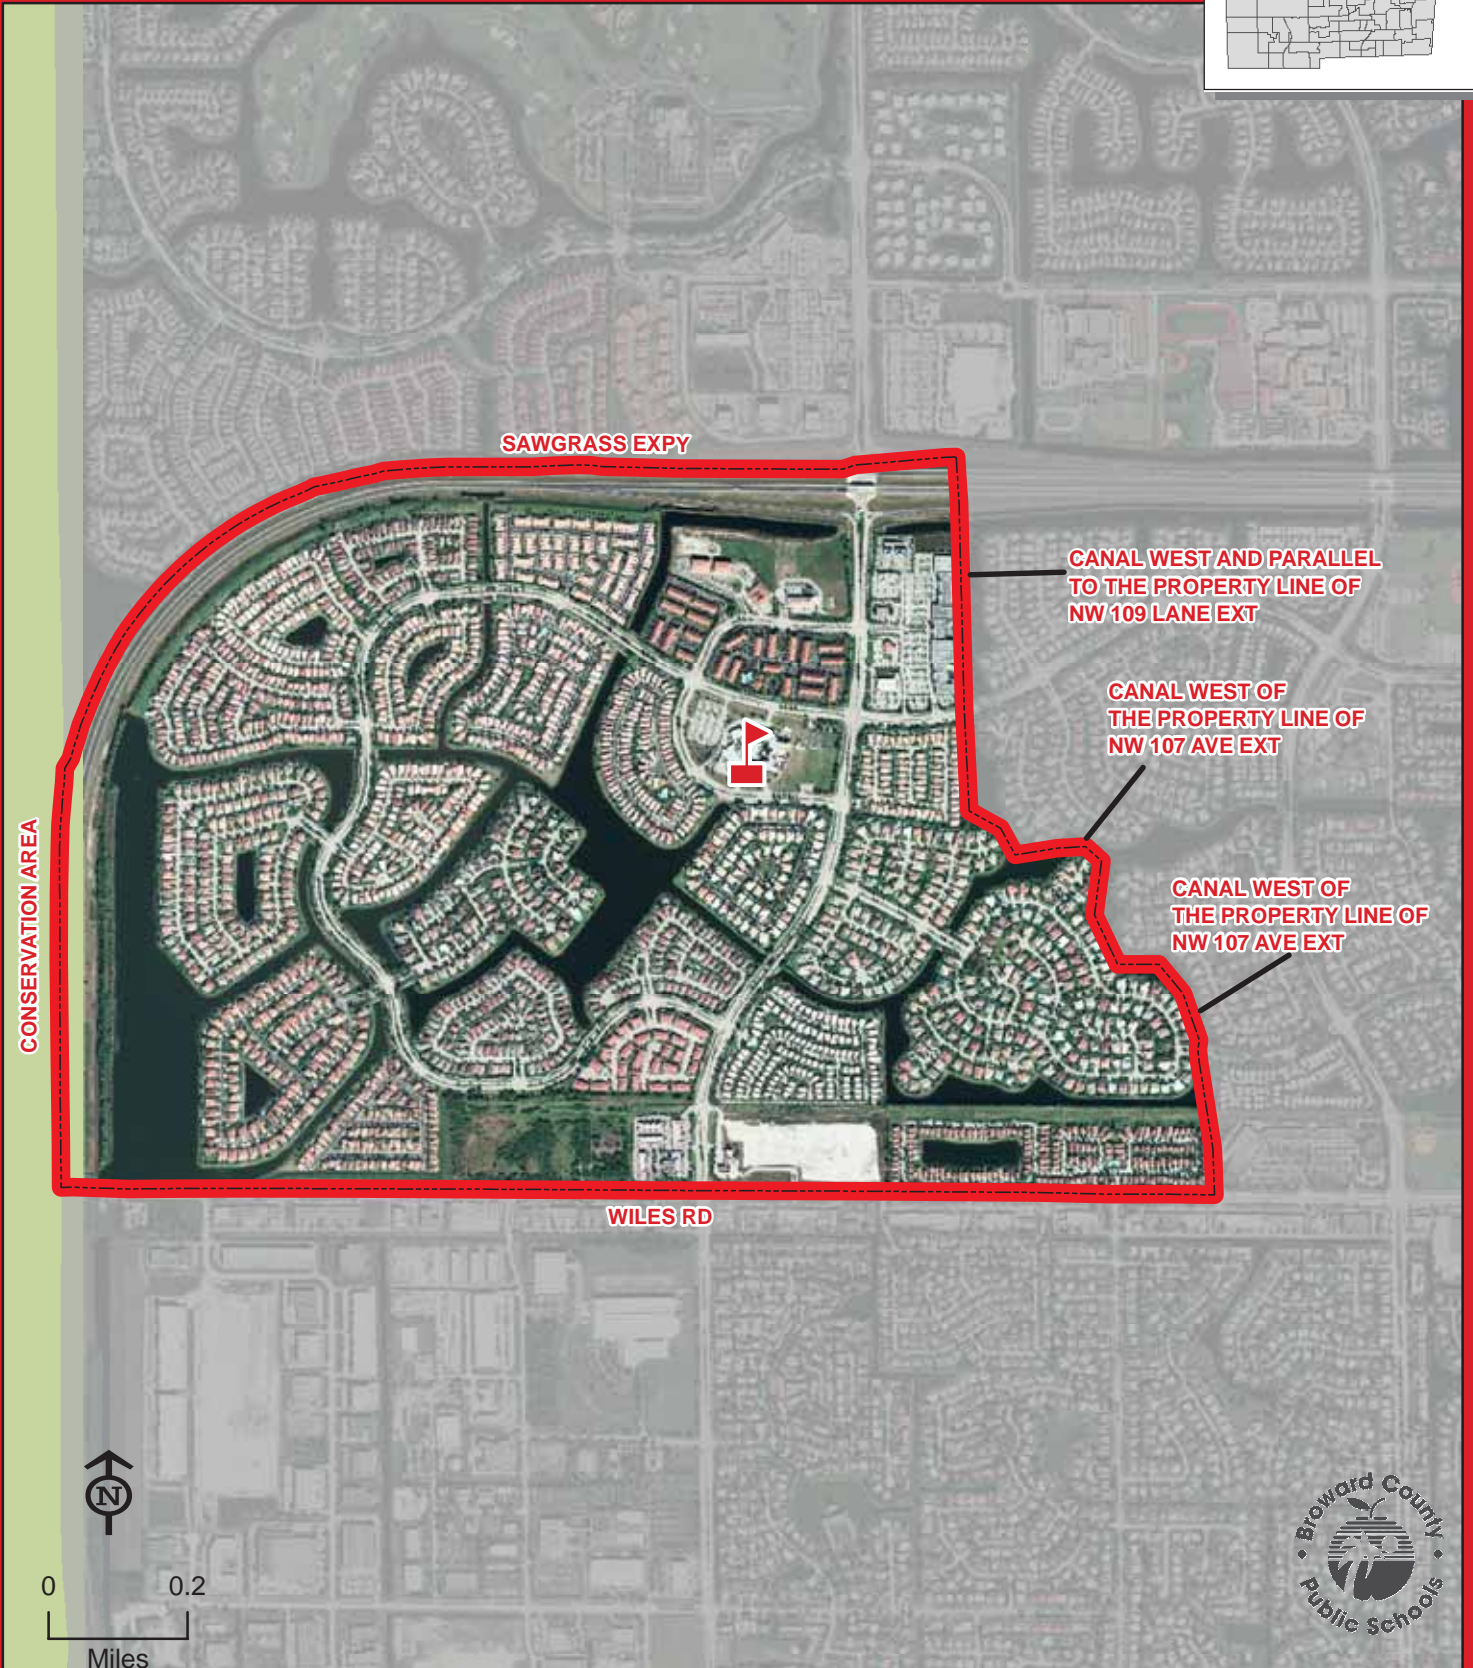 SAWGRASS EXPY
CANAL WEST AND PARALLEL
TO THE PROPERTY LINE OF
NW 109 LANE EXT
CANAL WEST OF
THE PROPERTY LINE OF
NW 107 AVE EXT
CONSERVATION AREA
CANAL WEST OF
THE PROPERTY LINE OF
NW 107 AVE EXT
WILES RD
N
0 0.2
Miles
Broward County
Public Schools